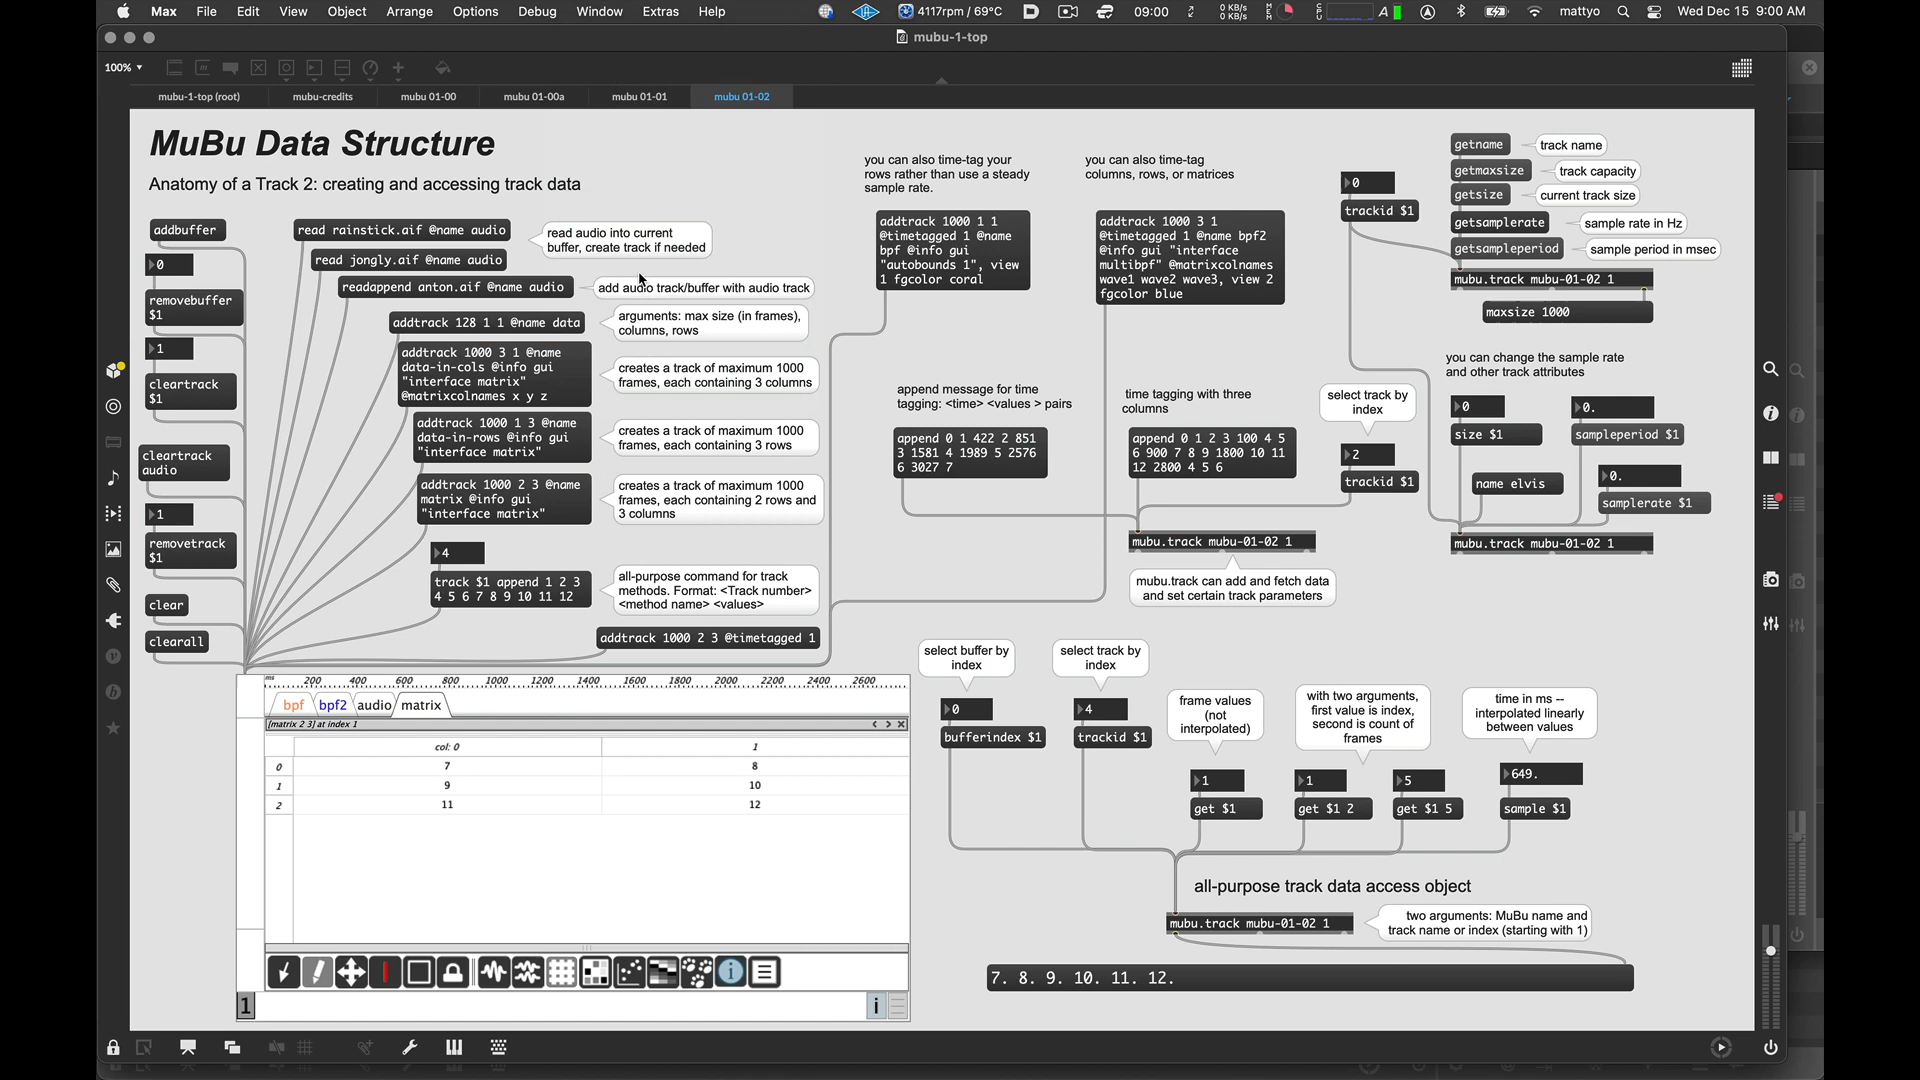 Max File Edit View Object Arrange Options Debug Window Extras Help
4117rpm / 69°C
09:00
0 KB/s
0 KB/s
mattyo
Wed Dec 15 9:00 AM
mubu-1-top
100%
mubu-1-top (root)
mubu-credits
mubu 01-00
mubu 01-00a
mubu 01-01
mubu 01-02
MuBu Data Structure
Anatomy of a Track 2: creating and accessing track data
addbuffer
0
removebuffer
$1
1
cleartrack
$1
cleartrack
audio
1
removetrack
$1
clear
clearall
read rainstick.aif @name audio
read jongly.aif @name audio
readappend anton.aif @name audio
read audio into current
buffer, create track if needed
add audio track/buffer with audio track
addtrack 128 1 1 @name data
arguments: max size (in frames),
columns, rows
addtrack 1000 3 1 @name
data-in-cols @info gui
"interface matrix"
@matrixcolnames x y z
creates a track of maximum 1000
frames, each containing 3 columns
addtrack 1000 1 3 @name
data-in-rows @info gui
"interface matrix"
creates a track of maximum 1000
frames, each containing 3 rows
addtrack 1000 2 3 @name
matrix @info gui
"interface matrix"
creates a track of maximum 1000
frames, each containing 2 rows and
3 columns
4
track $1 append 1 2 3
4 5 6 7 8 9 10 11 12
all-purpose command for track
methods. Format: <Track number>
<method name> <values>
addtrack 1000 2 3 @timetagged 1
you can also time-tag your
rows rather than use a steady
sample rate.
addtrack 1000 1 1
@timetagged 1 @name
bpf @info gui
"autobounds 1", view
1 fgcolor coral
you can also time-tag
columns, rows, or matrices
addtrack 1000 3 1
@timetagged 1 @name bpf2
@info gui "interface
multibpf" @matrixcolnames
wave1 wave2 wave3, view 2
fgcolor blue
append message for time
tagging: <time> <values > pairs
append 0 1 422 2 851
3 1581 4 1989 5 2576
6 3027 7
time tagging with three
columns
append 0 1 2 3 100 4 5
6 900 7 8 9 1800 10 11
12 2800 4 5 6
select track by
index
2
trackid $1
mubu.track mubu-01-02 1
mubu.track can add and fetch data
and set certain track parameters
0
trackid $1
getname
track name
getmaxsize
track capacity
getsize
current track size
getsamplerate
sample rate in Hz
getsampleperiod
sample period in msec
mubu.track mubu-01-02 1
maxsize 1000
you can change the sample rate
and other track attributes
0
size $1
0.
sampleperiod $1
name elvis
0.
samplerate $1
mubu.track mubu-01-02 1
select buffer by
index
0
bufferindex $1
select track by
index
4
trackid $1
frame values
(not
interpolated)
1
get $1
with two arguments,
first value is index,
second is count of
frames
1
get $1 2
5
get $1 5
time in ms --
interpolated linearly
between values
649.
sample $1
all-purpose track data access object
mubu.track mubu-01-02 1
two arguments: MuBu name and
track name or index (starting with 1)
7. 8. 9. 10. 11. 12.
ms 200 400 600 800 1000 1200 1400 1600 1800 2000 2200 2400 2600
bpf bpf2 audio matrix
[matrix 2 3] at index 1
col: 0 1
0 7 8
1 9 10
2 11 12
1
i